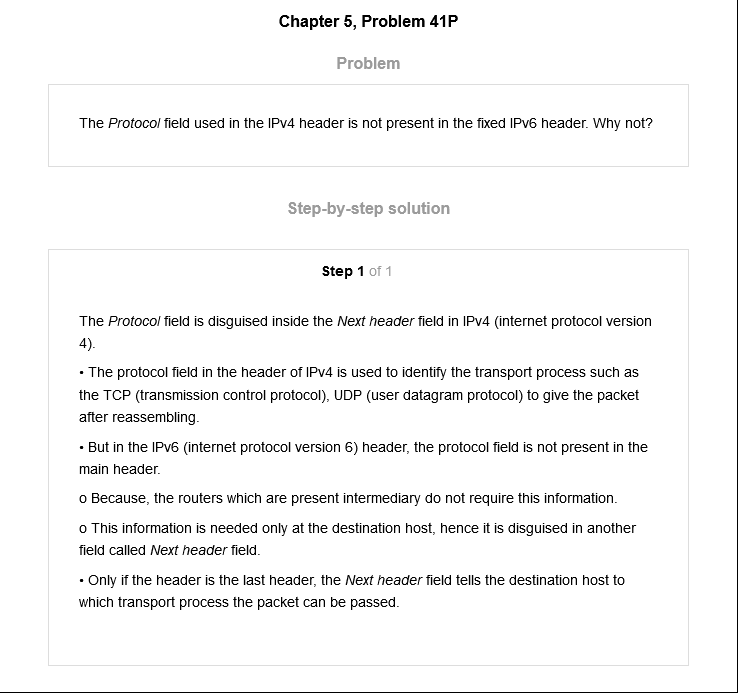 Chapter 5, Problem 41P
Problem
The Protocol field used in the IPv4 header is not present in the fixed IPv6 header. Why not?
Step-by-step solution
Step 1 of 1
The Protocol field is disguised inside the Next header field in IPv4 (internet protocol version
4).
• The protocol field in the header of IPv4 is used to identify the transport process such as
the TCP (transmission control protocol), UDP (user datagram protocol) to give the packet
after reassembling.
• But in the IPv6 (internet protocol version 6) header, the protocol field is not present in the
main header.
o Because, the routers which are present intermediary do not require this information.
o This information is needed only at the destination host, hence it is disguised in another
field called Next header field.
• Only if the header is the last header, the Next header field tells the destination host to
which transport process the packet can be passed.